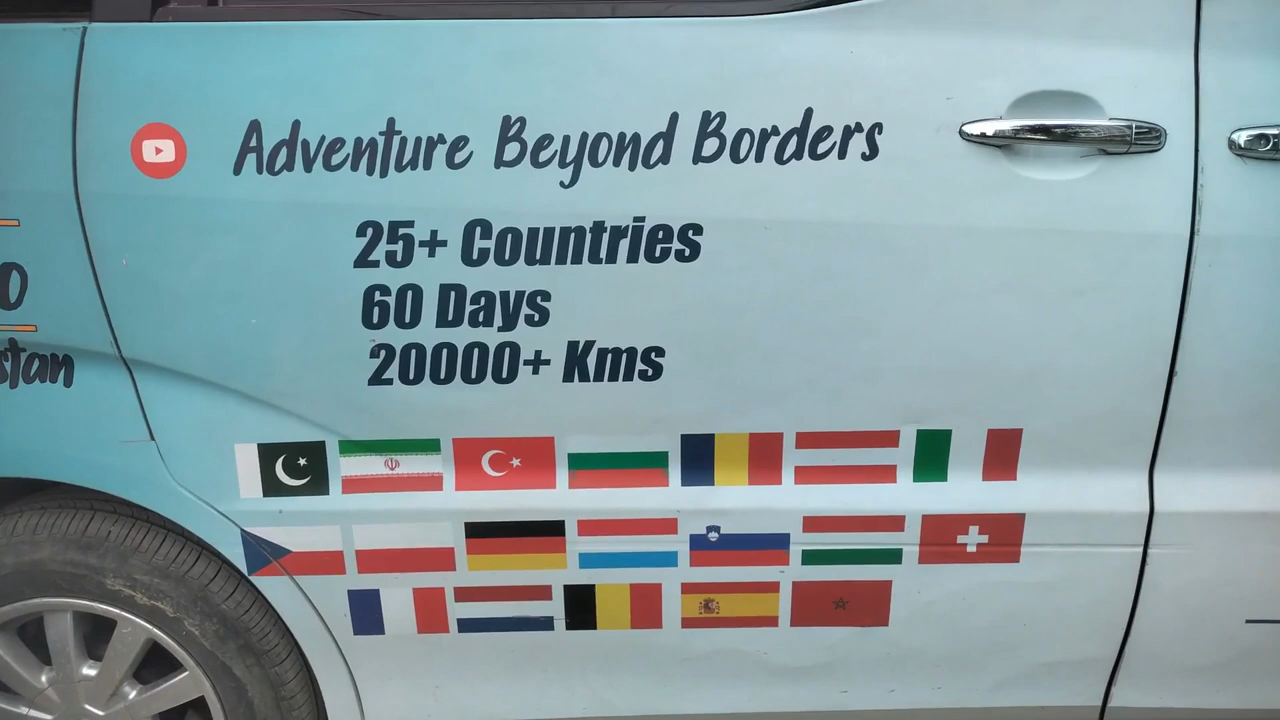 Adventure Beyond Borders
25+ Countries
60 Days
20000+ Kms